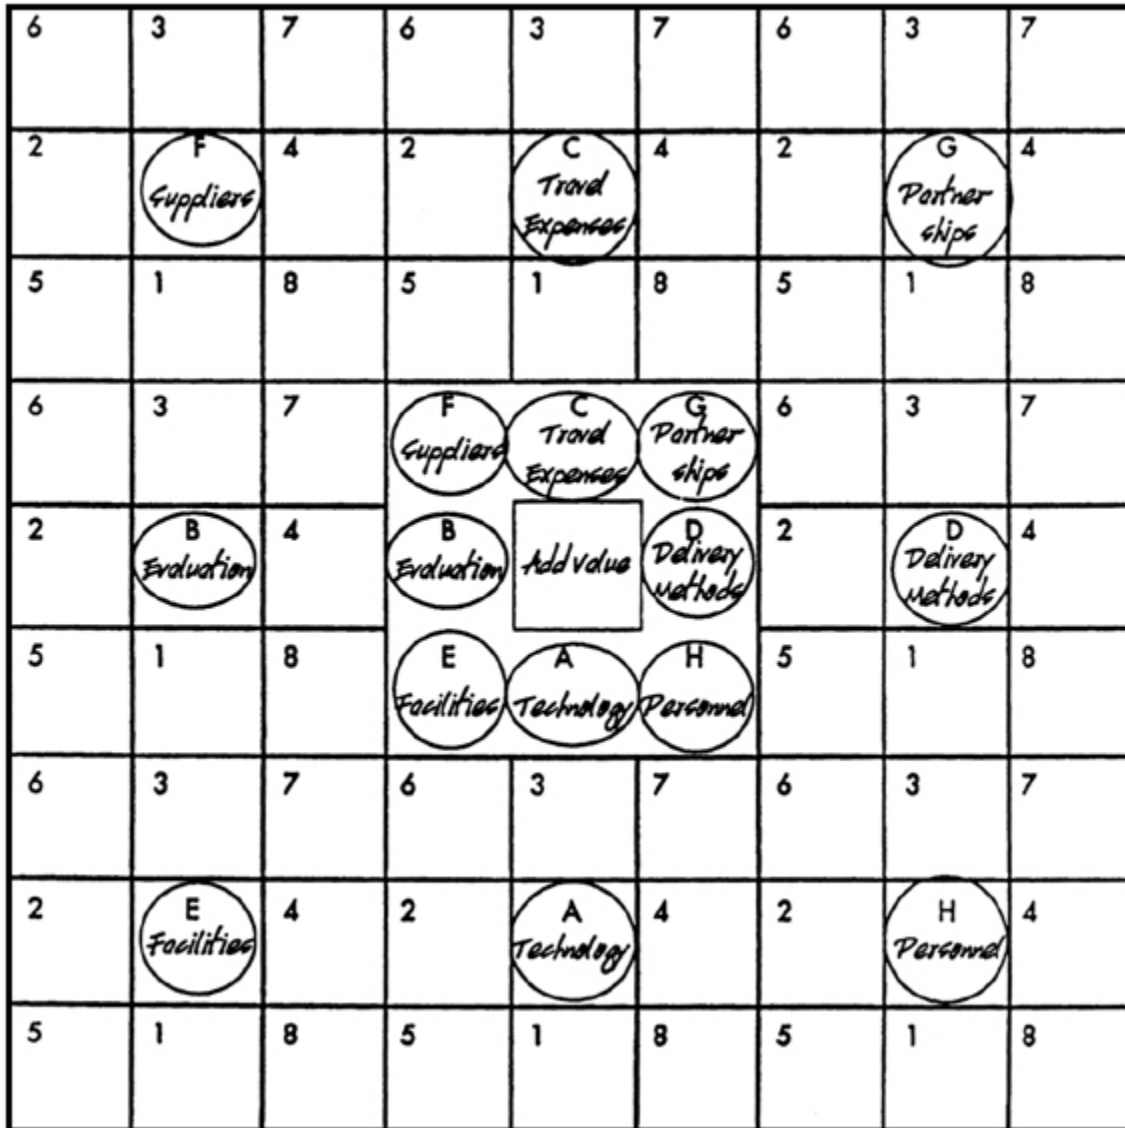 6 3 7 6 3 7 6 3 7
2 F 4 2 C 4 2 G 4
Suppliers Travel Partner
Expenses ships
5 1 8 5 1 8 5 1 8
6 3 7 F C G 6 3 7
Suppliers Travel Partner
Expenses ships
2 B 4 B D 2 D 4
Evaluation Evaluation Add value Delivery Delivery
Methods Methods
5 1 8 E A H 5 1 8
Facilities Technology Personnel
6 3 7 6 3 7 6 3 7
2 E 4 2 A 4 2 H 4
Facilities Technology Personnel
5 1 8 5 1 8 5 1 8